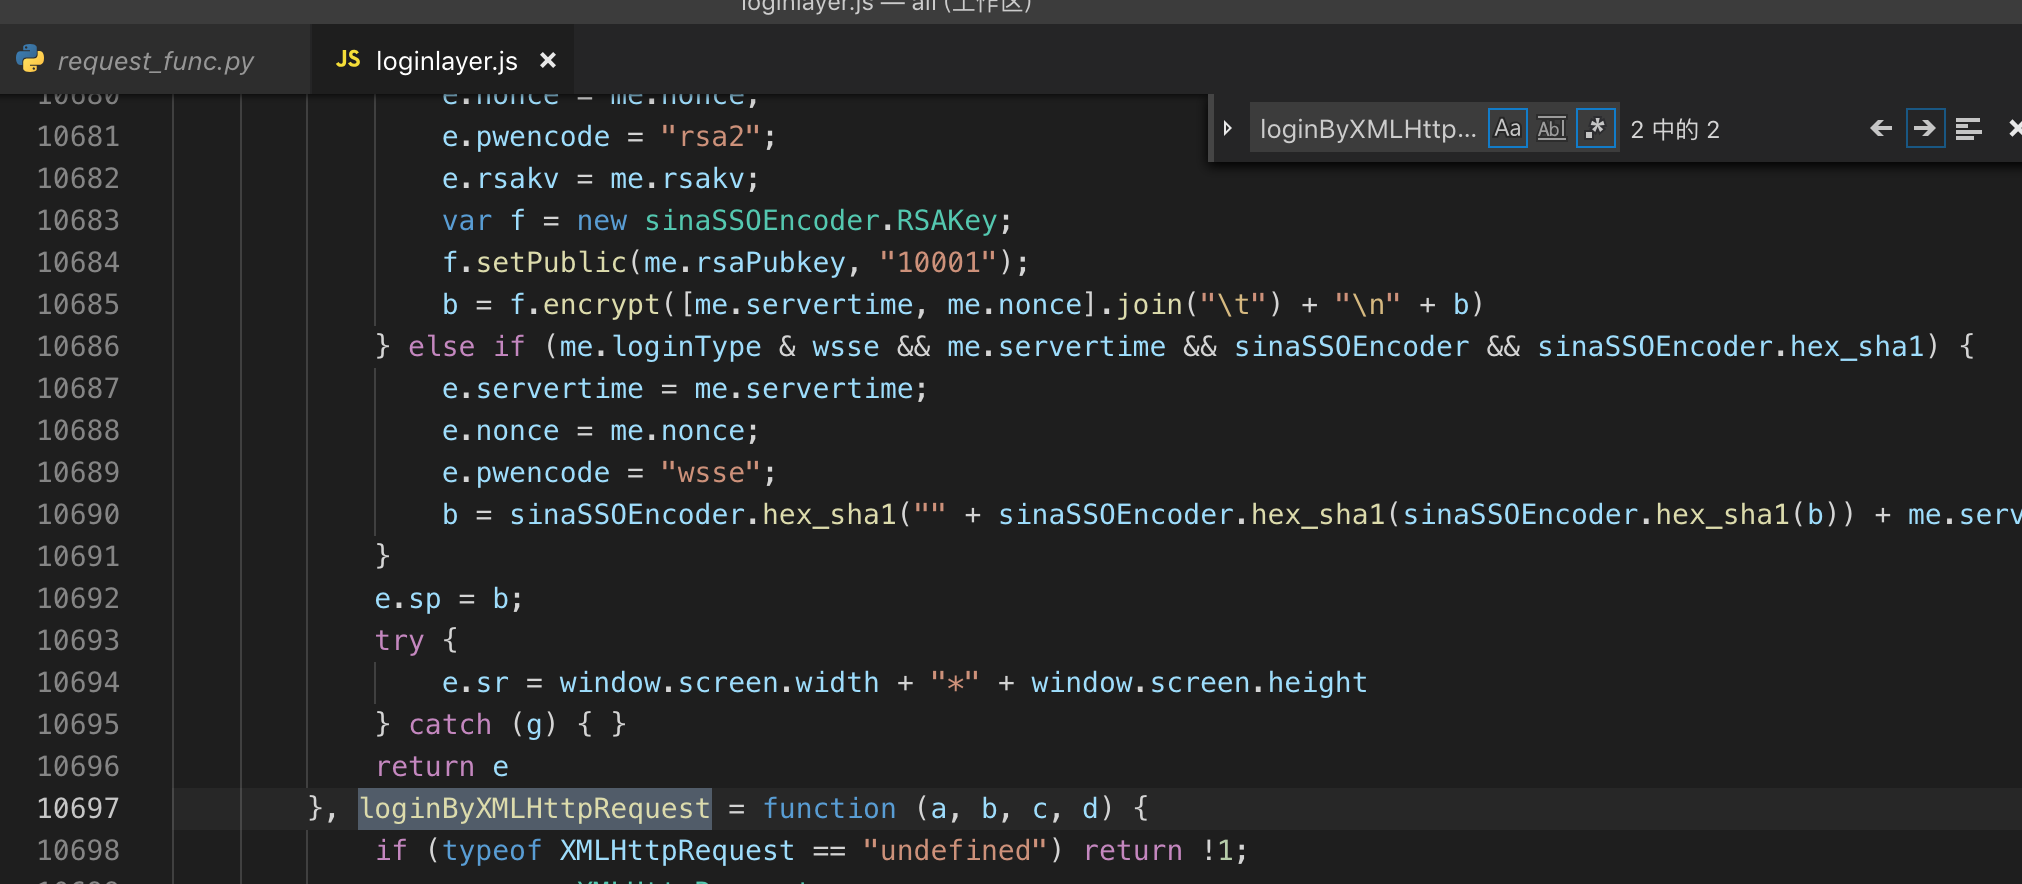 loginlayer.js — all (工作区)
request_func.py
JS loginlayer.js ×
loginByXMLHttp... Aa Abl .* 2 中的 2
10680 e.nonce = me.nonce;
10681 e.pwencode = "rsa2";
10682 e.rsakv = me.rsakv;
10683 var f = new sinaSSOEncoder.RSAKey;
10684 f.setPublic(me.rsaPubkey, "10001");
10685 b = f.encrypt([me.servertime, me.nonce].join("\t") + "\n" + b)
10686 } else if (me.loginType & wsse && me.servertime && sinaSSOEncoder && sinaSSOEncoder.hex_sha1) {
10687 e.servertime = me.servertime;
10688 e.nonce = me.nonce;
10689 e.pwencode = "wsse";
10690 b = sinaSSOEncoder.hex_sha1("" + sinaSSOEncoder.hex_sha1(sinaSSOEncoder.hex_sha1(b)) + me.serv
10691 }
10692 e.sp = b;
10693 try {
10694 e.sr = window.screen.width + "*" + window.screen.height
10695 } catch (g) { }
10696 return e
10697 }, loginByXMLHttpRequest = function (a, b, c, d) {
10698 if (typeof XMLHttpRequest == "undefined") return !1;